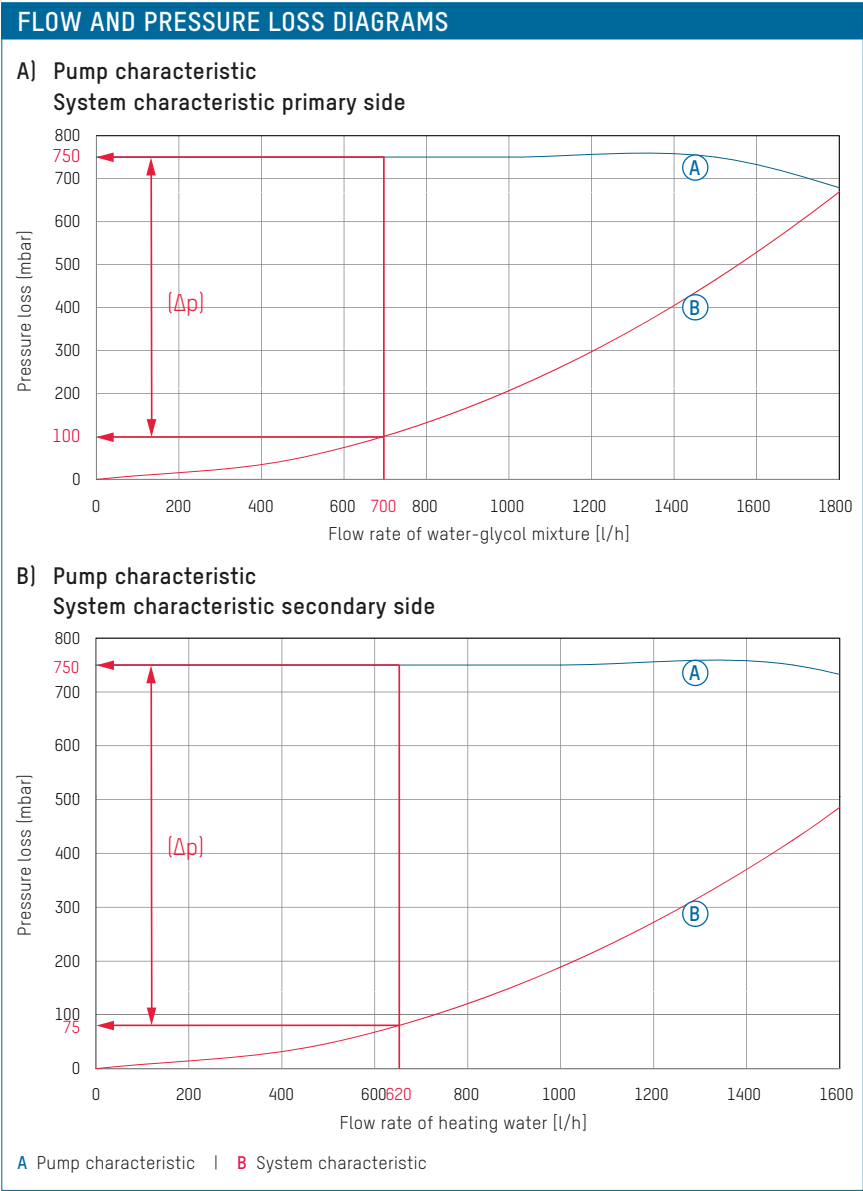 FLOW AND PRESSURE LOSS DIAGRAMS
A) Pump characteristic
System characteristic primary side
800
750
700
600
500
400
300
200
100
0
Pressure loss (mbar)
(Δp)
A
B
0 200 400 600 700 800 1000 1200 1400 1600 1800
Flow rate of water-glycol mixture [l/h]
B) Pump characteristic
System characteristic secondary side
800
750
700
600
500
400
300
200
100
75
0
Pressure loss (mbar)
(Δp)
A
B
0 200 400 600 620 800 1000 1200 1400 1600
Flow rate of heating water [l/h]
A Pump characteristic | B System characteristic